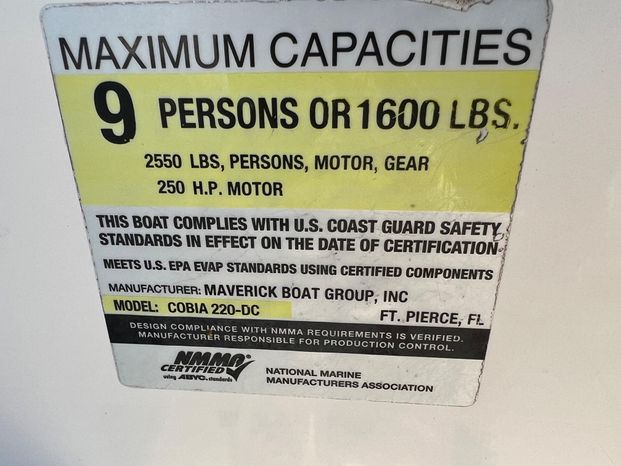 MAXIMUM CAPACITIES
9 PERSONS OR 1600 LBS.
2550 LBS, PERSONS, MOTOR, GEAR
250 H.P. MOTOR
THIS BOAT COMPLIES WITH U.S. COAST GUARD SAFETY
STANDARDS IN EFFECT ON THE DATE OF CERTIFICATION.
MEETS U.S. EPA EVAP STANDARDS USING CERTIFIED COMPONENTS
MANUFACTURER: MAVERICK BOAT GROUP, INC
MODEL: COBIA 220-DC FT. PIERCE, FL
DESIGN COMPLIANCE WITH NMMA REQUIREMENTS IS VERIFIED.
MANUFACTURER RESPONSIBLE FOR PRODUCTION CONTROL.
NMMA
CERTIFIED
using ABYC. standards
NATIONAL MARINE
MANUFACTURERS ASSOCIATION